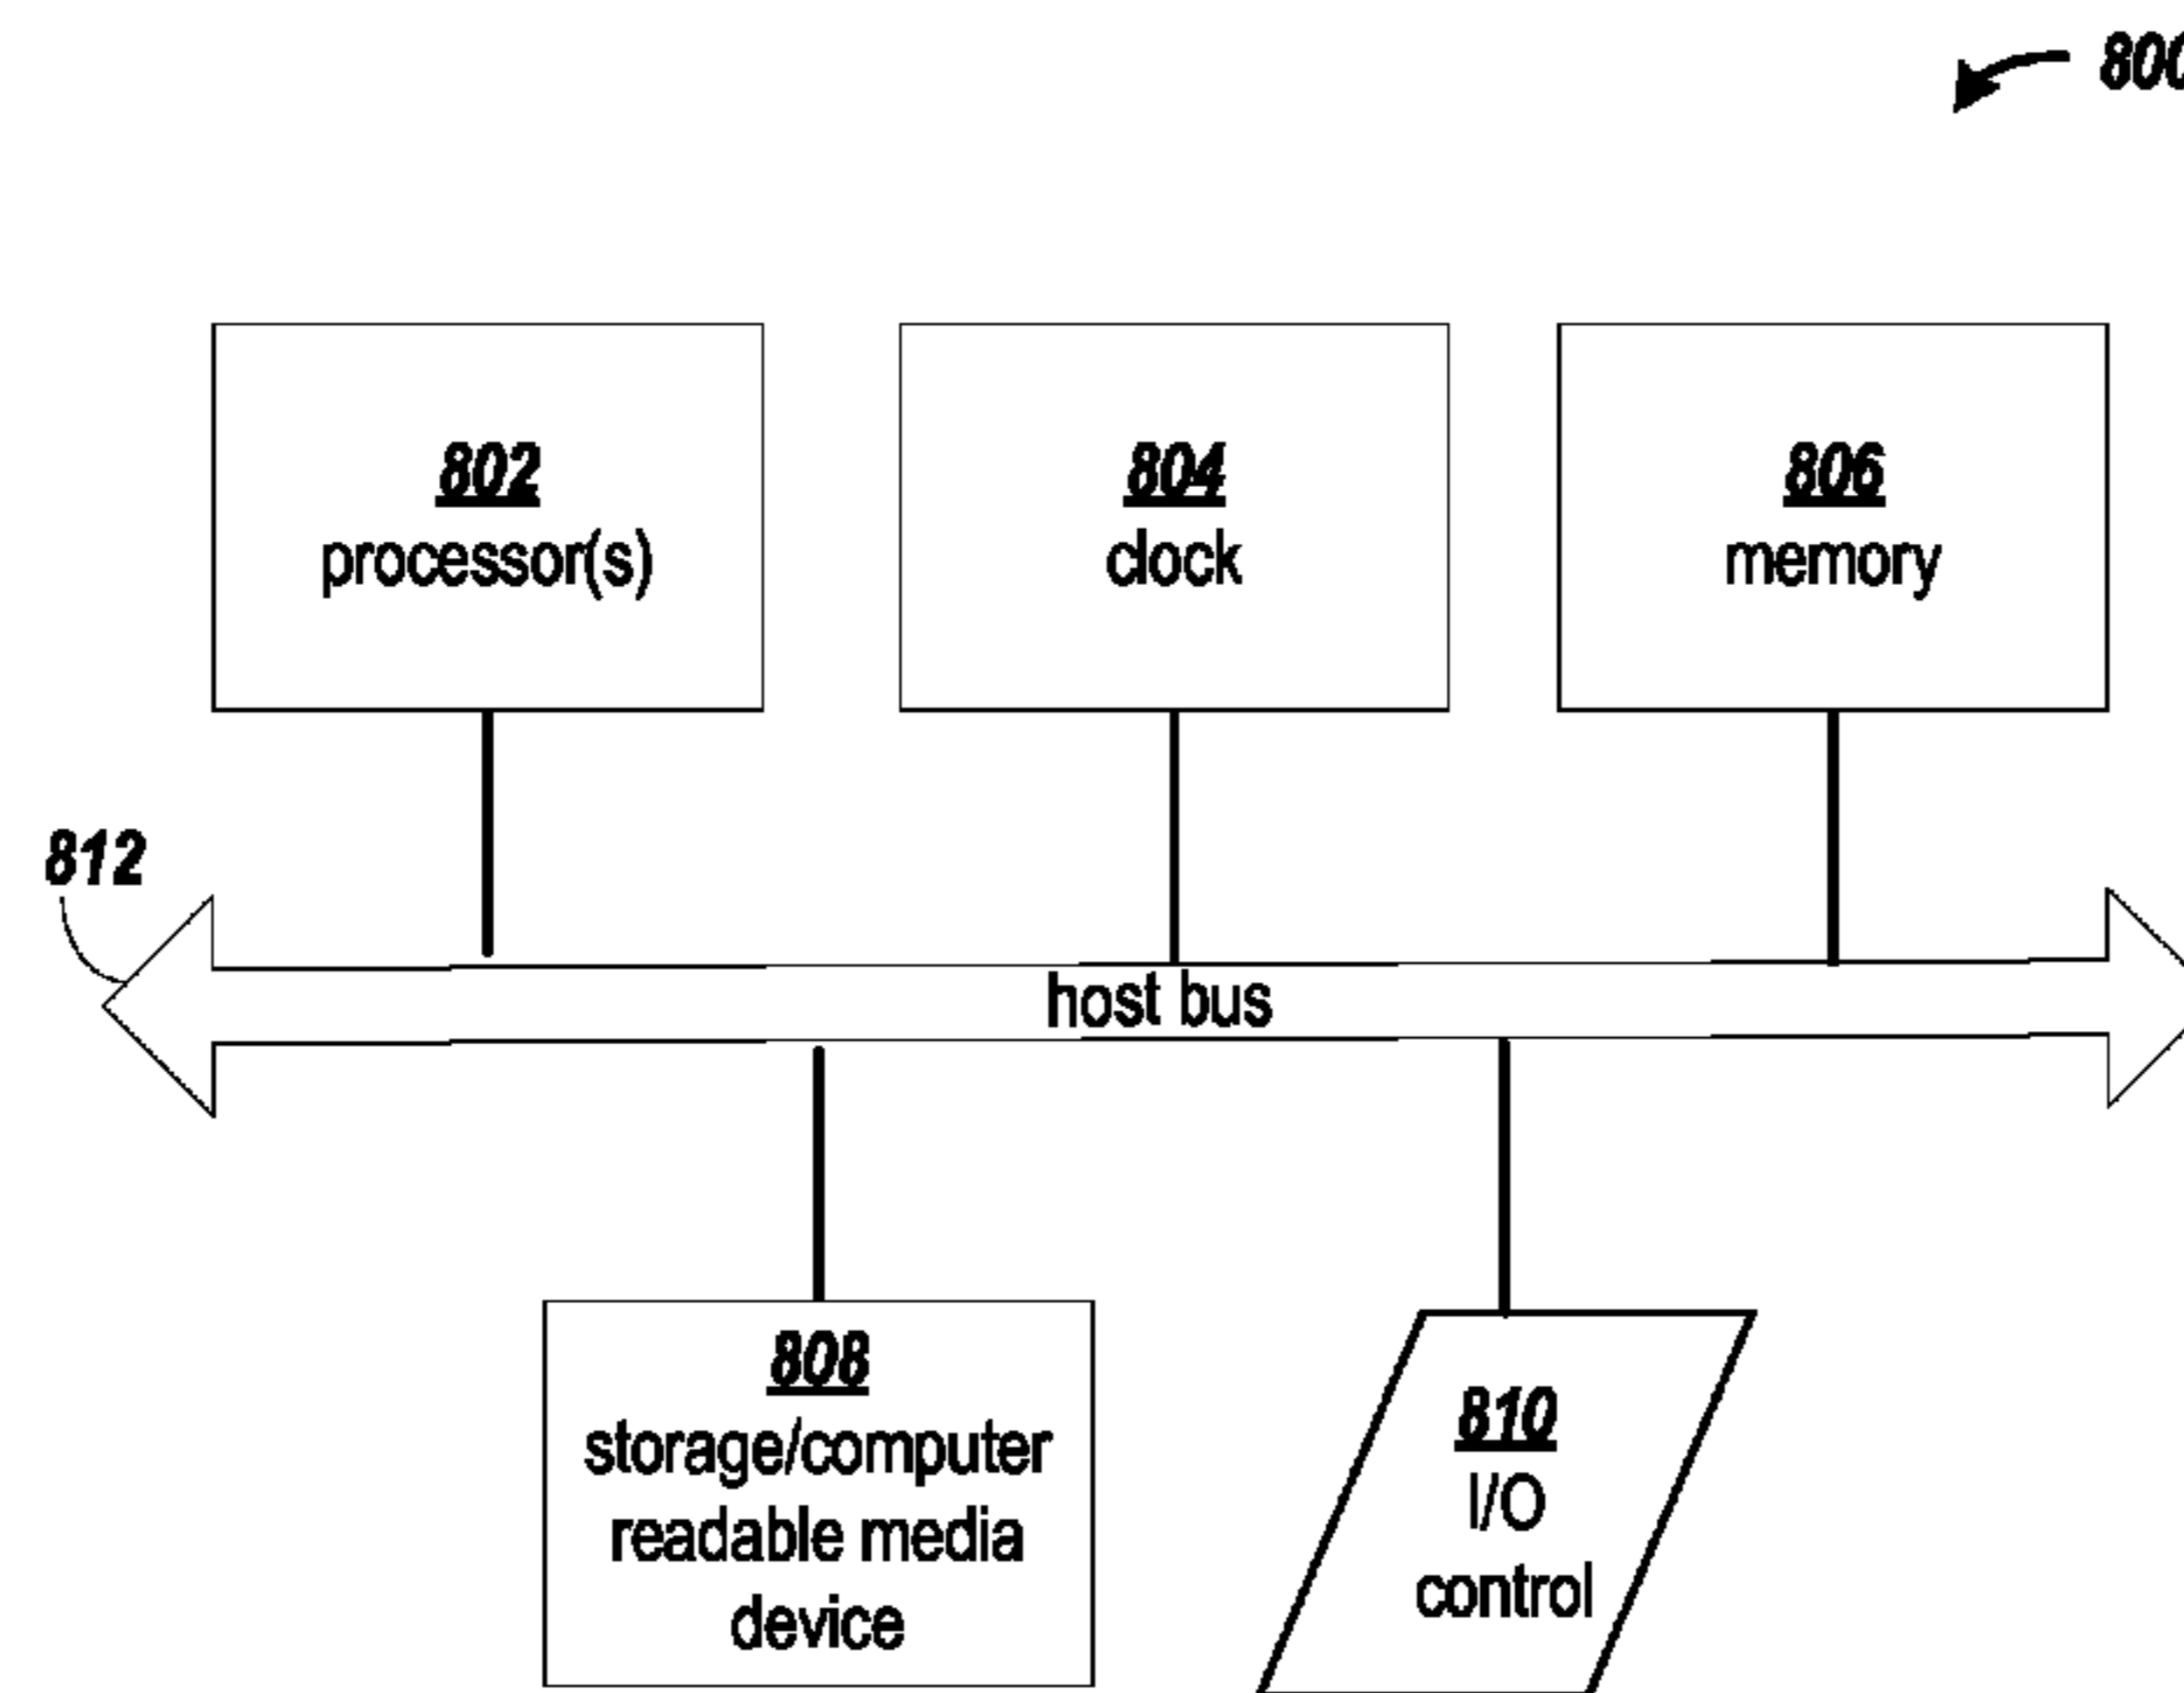 800
802
processor(s)
804
clock
806
memory
812
host bus
808
storage/computer
readable media
device
810
I/O
control